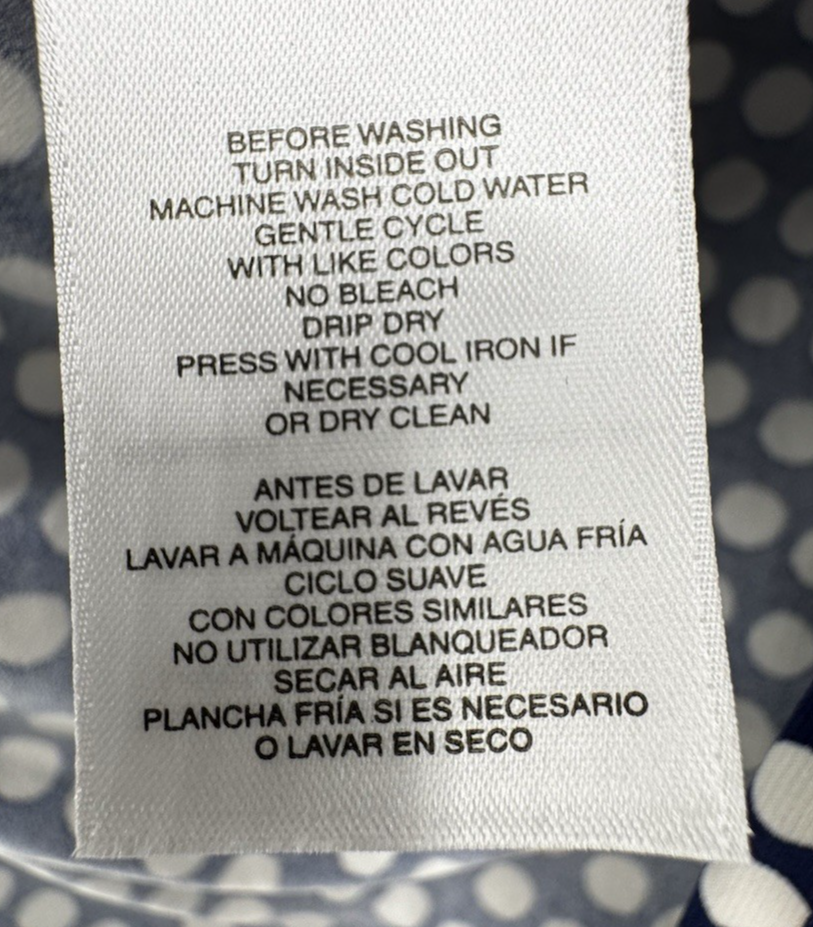 BEFORE WASHING
TURN INSIDE OUT
MACHINE WASH COLD WATER
GENTLE CYCLE
WITH LIKE COLORS
NO BLEACH
DRIP DRY
PRESS WITH COOL IRON IF
NECESSARY
OR DRY CLEAN
ANTES DE LAVAR
VOLTEAR AL REVÉS
LAVAR A MÁQUINA CON AGUA FRÍA
CICLO SUAVE
CON COLORES SIMILARES
NO UTILIZAR BLANQUEADOR
SECAR AL AIRE
PLANCHA FRÍA SI ES NECESARIO
O LAVAR EN SECO